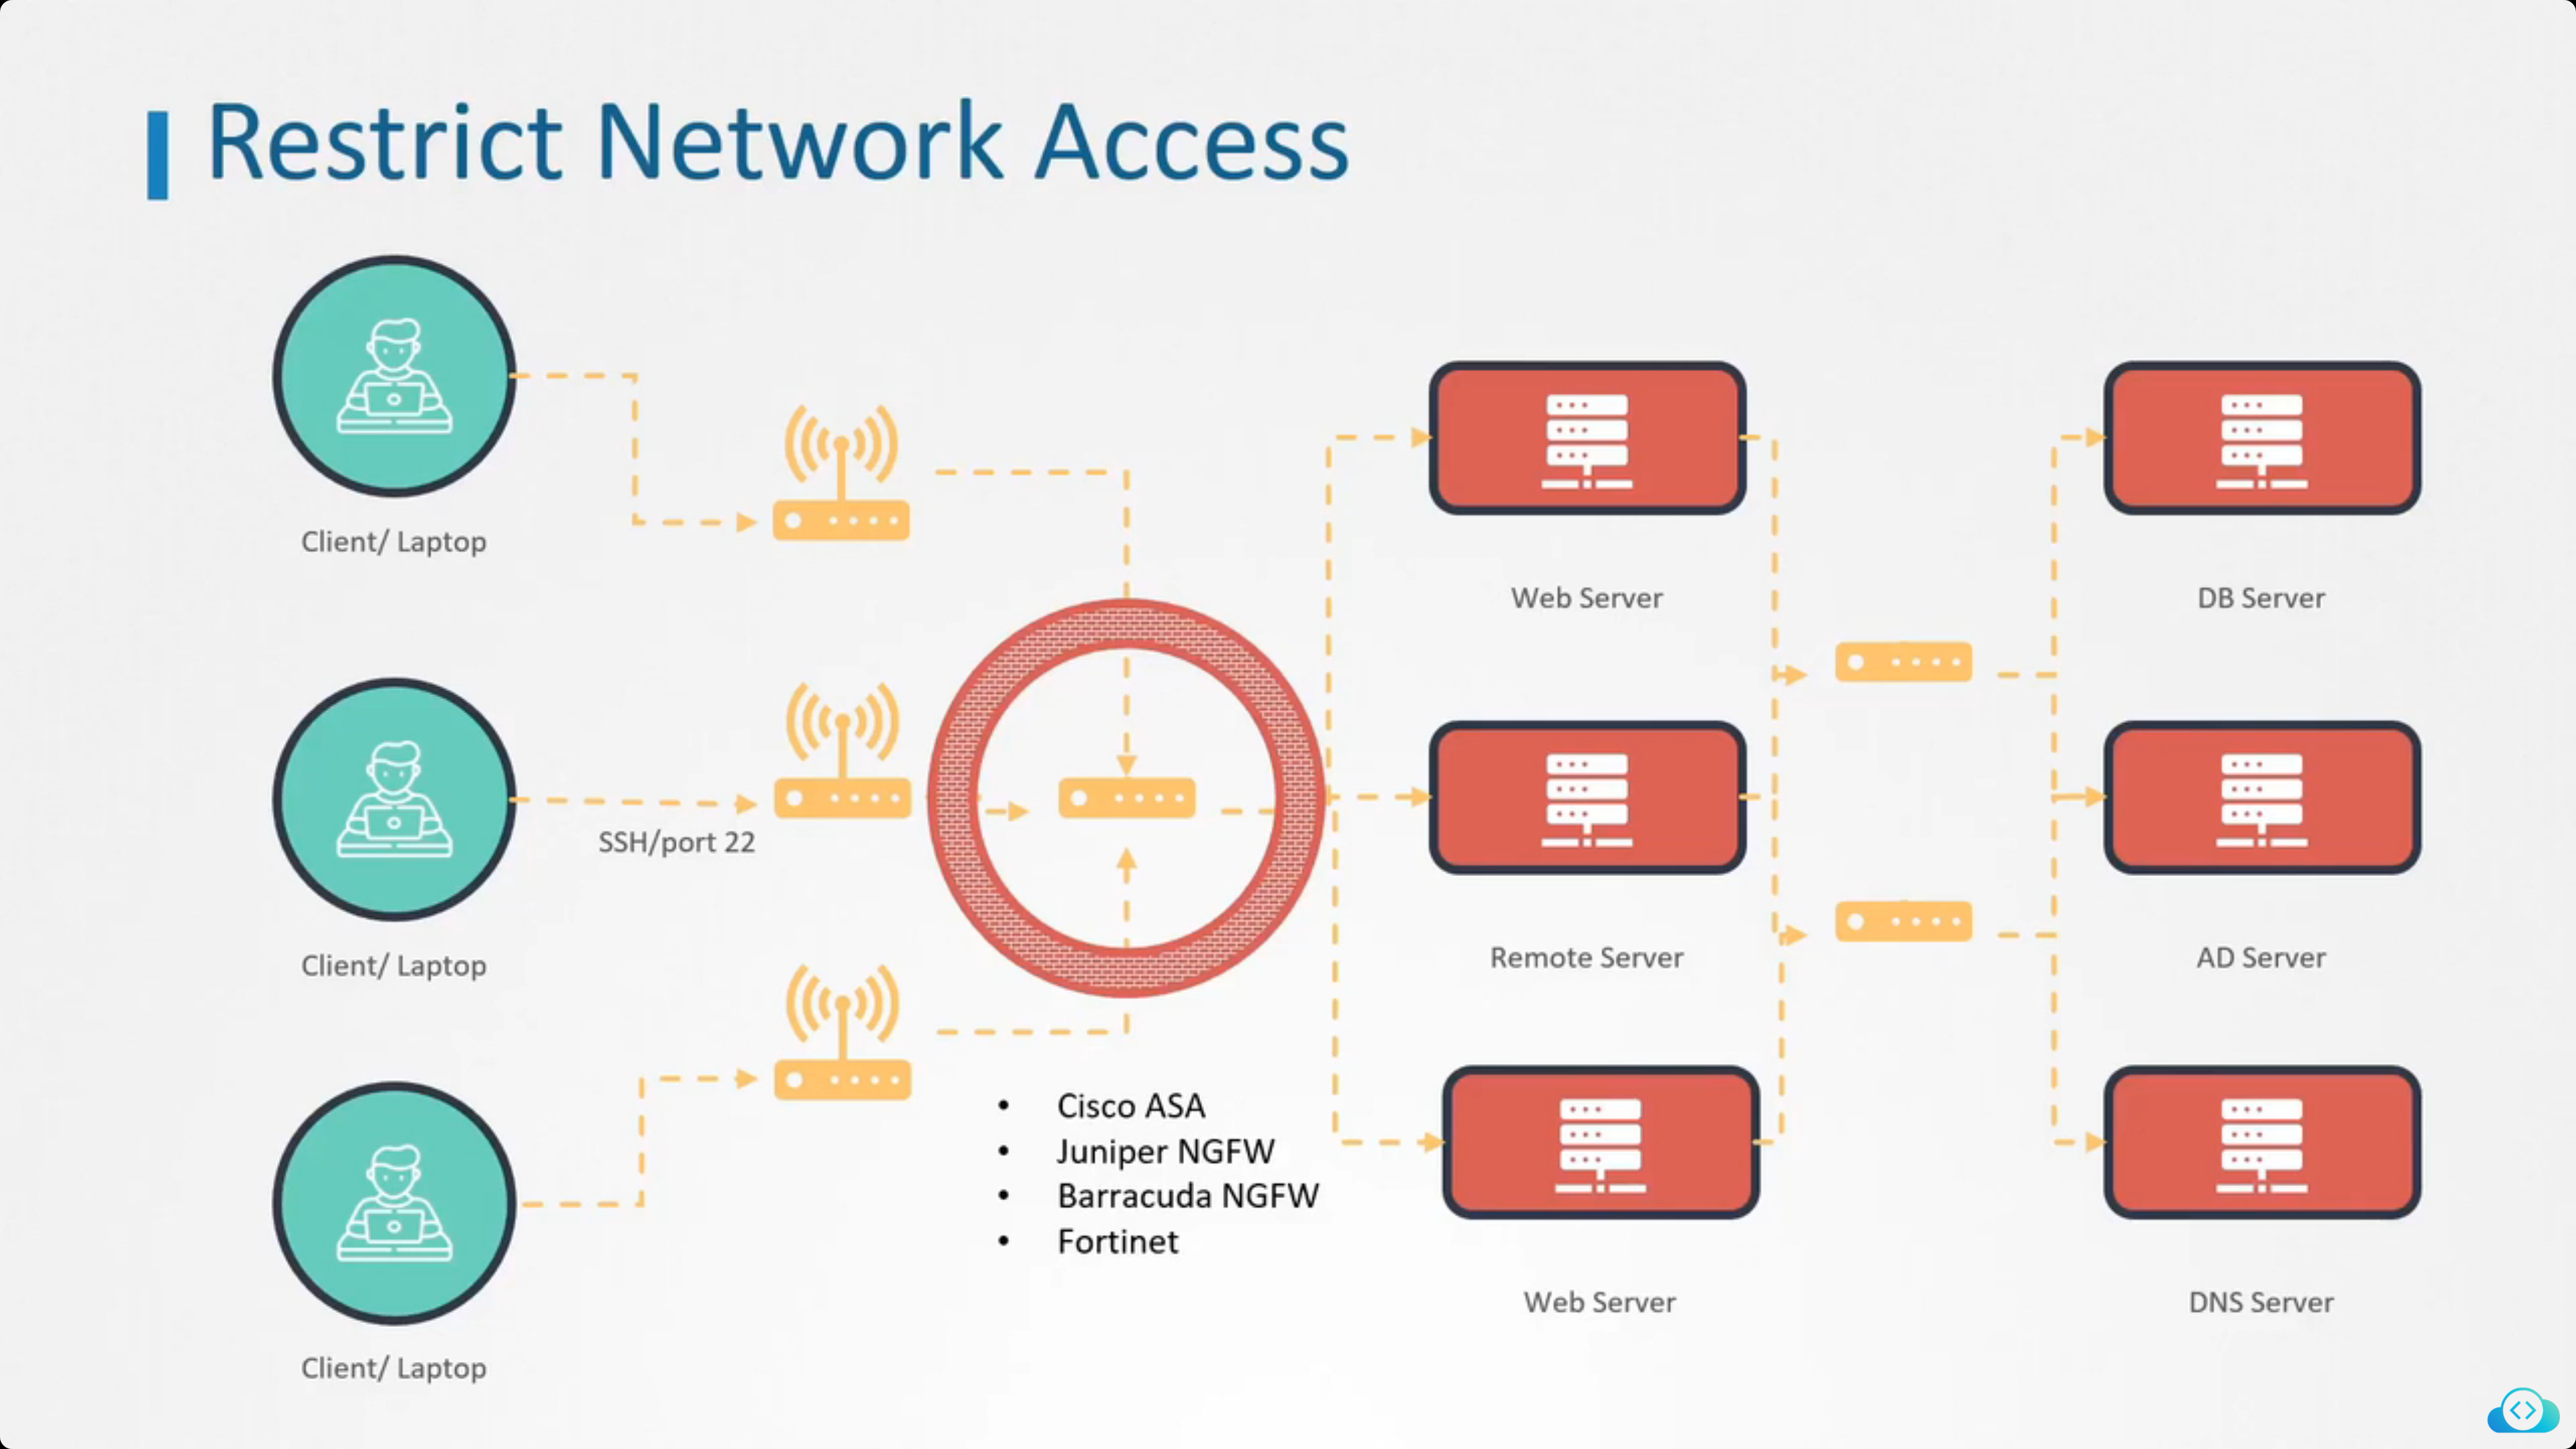 Restrict Network Access
Client/ Laptop
SSH/port 22
Client/ Laptop
Client/ Laptop
• Cisco ASA
• Juniper NGFW
• Barracuda NGFW
• Fortinet
Web Server
Remote Server
Web Server
DB Server
AD Server
DNS Server